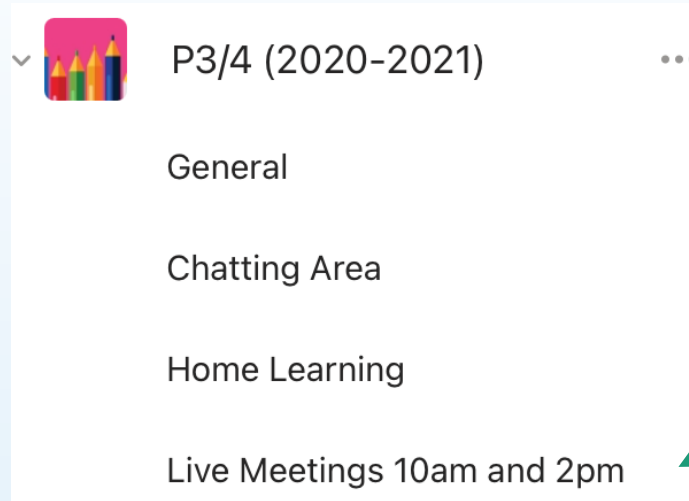 P3/4 (2020-2021)
General
Chatting Area
Home Learning
Live Meetings 10am and 2pm